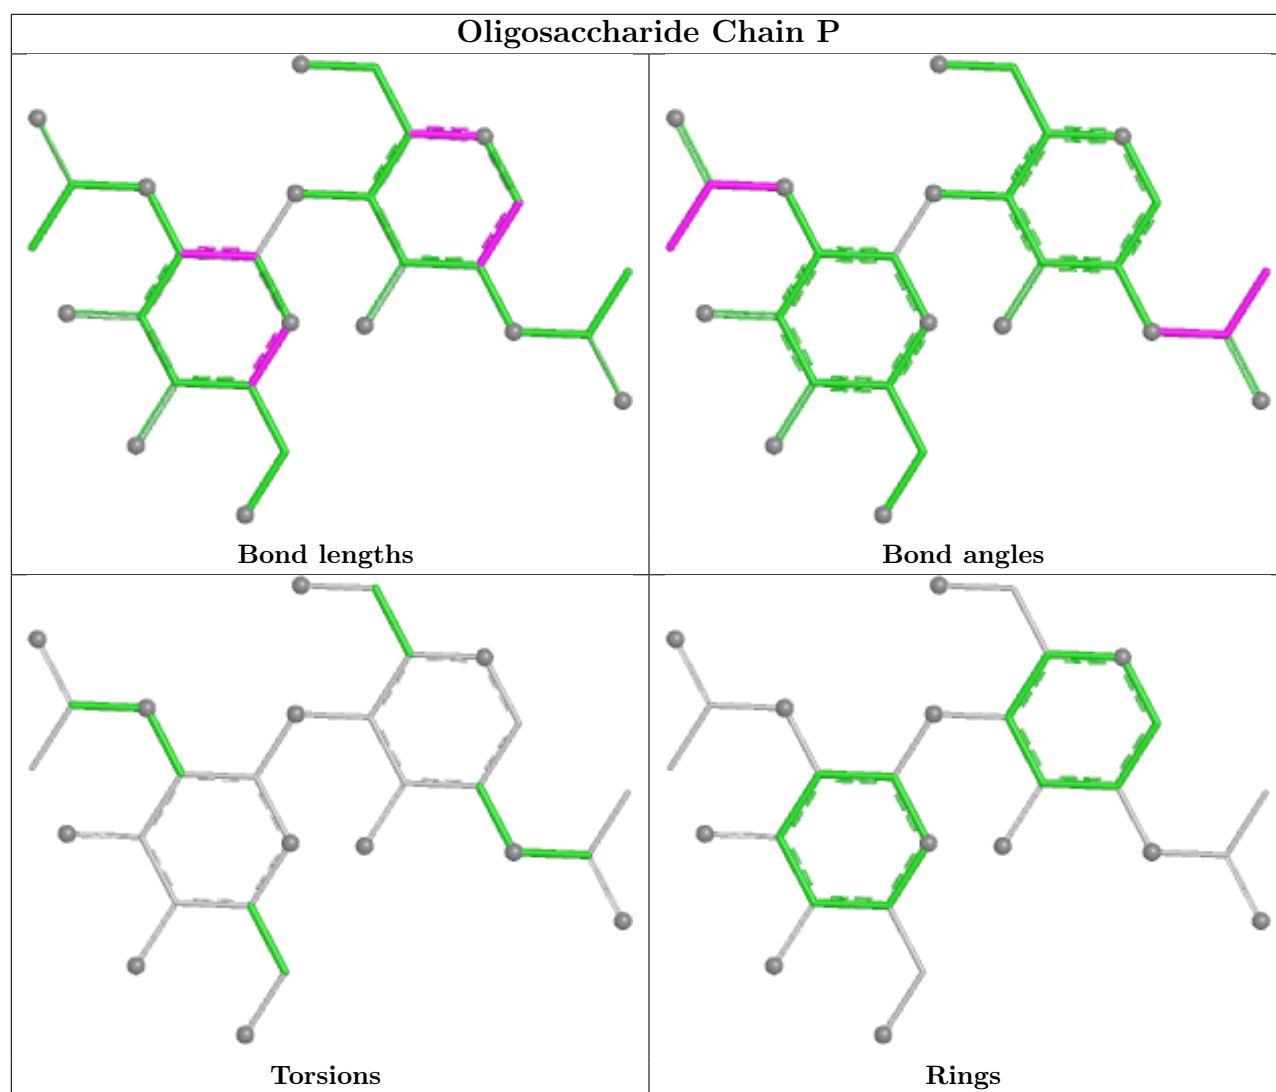 Oligosaccharide Chain P
Bond lengths
Bond angles
Torsions
Rings